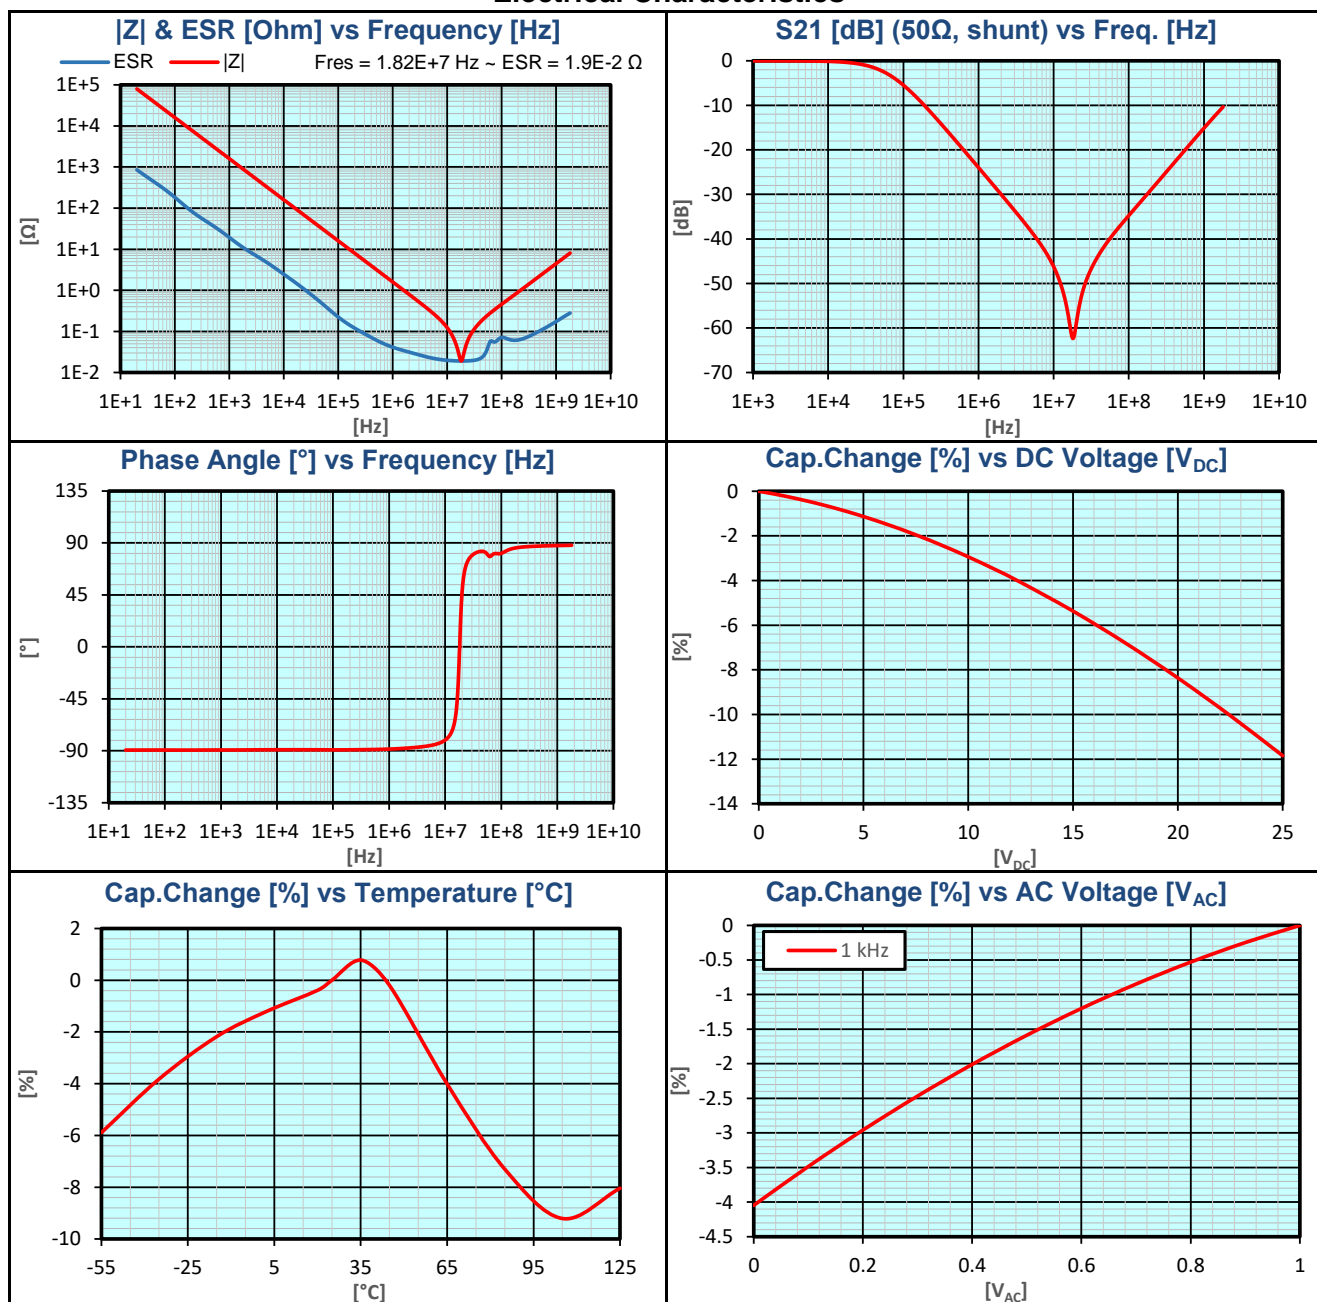 |Z| & ESR [Ohm] vs Frequency [Hz]
ESR |Z| Fres = 1.82E+7 Hz ~ ESR = 1.9E-2 Ω
1E+5
1E+4
1E+3
1E+2
1E+1
1E+0
1E-1
1E-2
[Ω]
1E+1 1E+2 1E+3 1E+4 1E+5 1E+6 1E+7 1E+8 1E+9 1E+10
[Hz]
S21 [dB] (50Ω, shunt) vs Freq. [Hz]
0
-10
-20
-30
-40
-50
-60
-70
[dB]
1E+3 1E+4 1E+5 1E+6 1E+7 1E+8 1E+9 1E+10
[Hz]
Phase Angle [°] vs Frequency [Hz]
135
90
45
0
-45
-90
-135
[°]
1E+1 1E+2 1E+3 1E+4 1E+5 1E+6 1E+7 1E+8 1E+9 1E+10
[Hz]
Cap.Change [%] vs DC Voltage [VDC]
0
-2
-4
-6
-8
-10
-12
-14
[%]
0 5 10 15 20 25
[VDC]
Cap.Change [%] vs Temperature [°C]
2
0
-2
-4
-6
-8
-10
[%]
-55 -25 5 35 65 95 125
[°C]
Cap.Change [%] vs AC Voltage [VAC]
1 kHz
0
-0.5
-1
-1.5
-2
-2.5
-3
-3.5
-4
-4.5
[%]
0 0.2 0.4 0.6 0.8 1
[VAC]